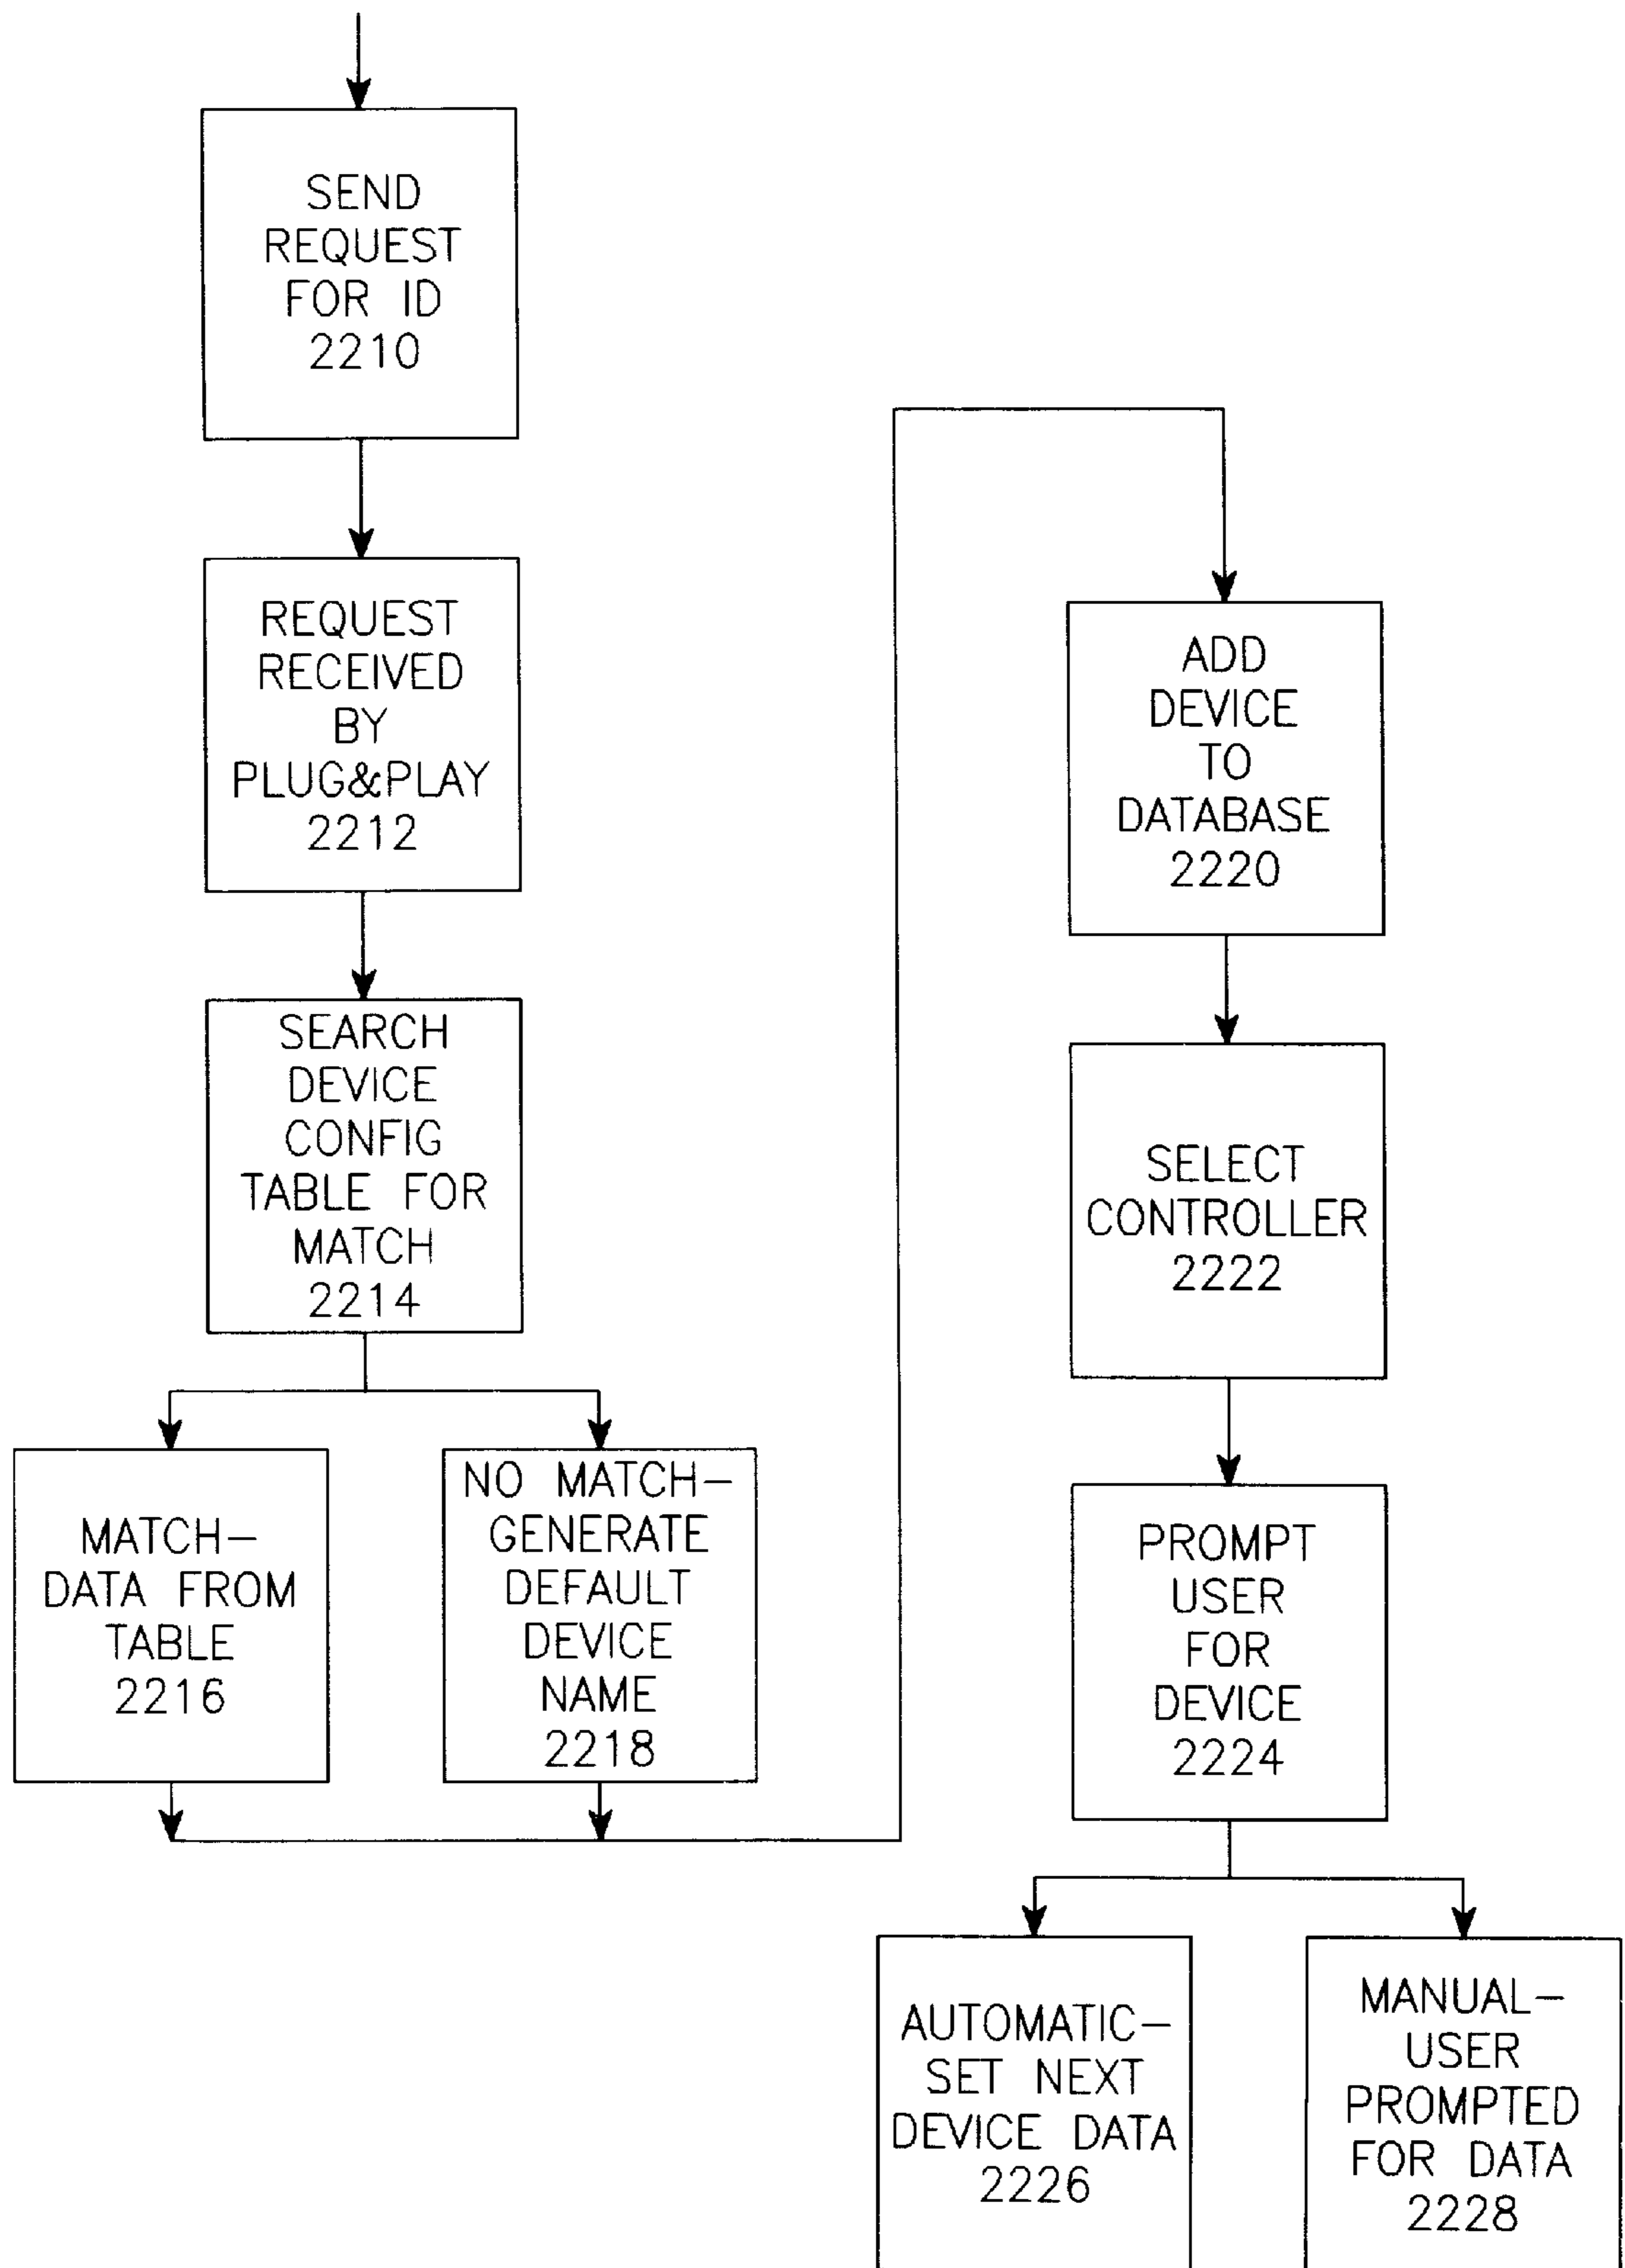 SEND
REQUEST
FOR ID
2210
REQUEST
RECEIVED
BY
PLUG&PLAY
2212
SEARCH
DEVICE
CONFIG
TABLE FOR
MATCH
2214
MATCH—
DATA FROM
TABLE
2216
NO MATCH—
GENERATE
DEFAULT
DEVICE
NAME
2218
ADD
DEVICE
TO
DATABASE
2220
SELECT
CONTROLLER
2222
PROMPT
USER
FOR
DEVICE
2224
AUTOMATIC—
SET NEXT
DEVICE DATA
2226
MANUAL—
USER
PROMPTED
FOR DATA
2228